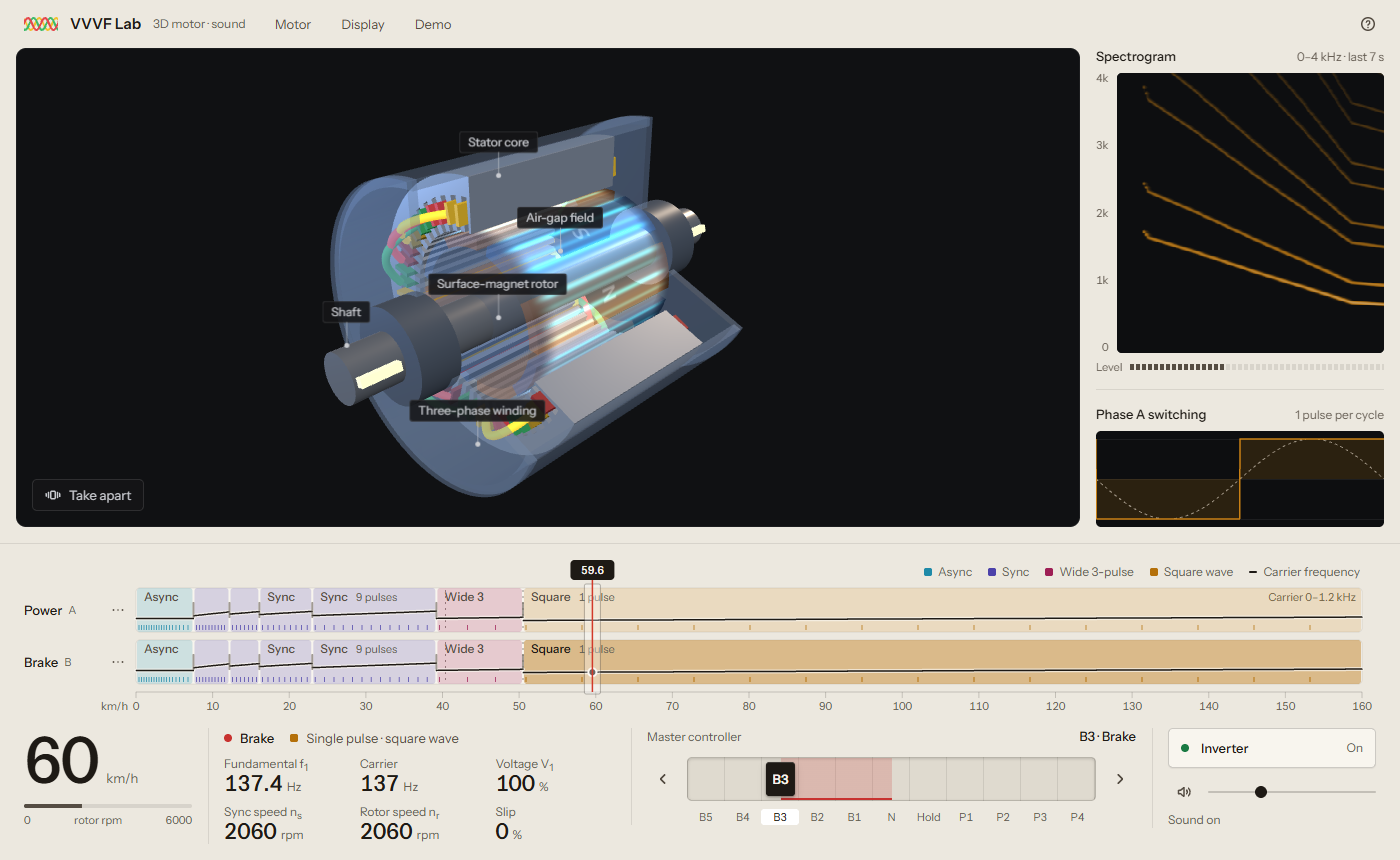 VVVF Lab 3D motor · sound Motor Display Demo
Stator core
Air-gap field
S
Surface-magnet rotor
N
Shaft
Three-phase winding
Take apart
Spectrogram 0–4 kHz · last 7 s
4k
3k
2k
1k
0
Level
Phase A switching 1 pulse per cycle
59.6
Async Sync Wide 3-pulse Square wave Carrier frequency
Power A
Async Sync Sync 9 pulses Wide 3 Square 1 pulse Carrier 0–1.2 kHz
Brake B
Async Sync Sync 9 pulses Wide 3 Square 1 pulse
km/h 0 10 20 30 40 50 60 70 80 90 100 110 120 130 140 150 160
60 km/h
0 rotor rpm 6000
Brake Single pulse · square wave
Fundamental f1 Carrier Voltage V1
137.4 Hz 137 Hz 100 %
Sync speed ns Rotor speed nr Slip
2060 rpm 2060 rpm 0 %
Master controller B3 · Brake
B3
B5 B4 B3 B2 B1 N Hold P1 P2 P3 P4
Inverter On
Sound on